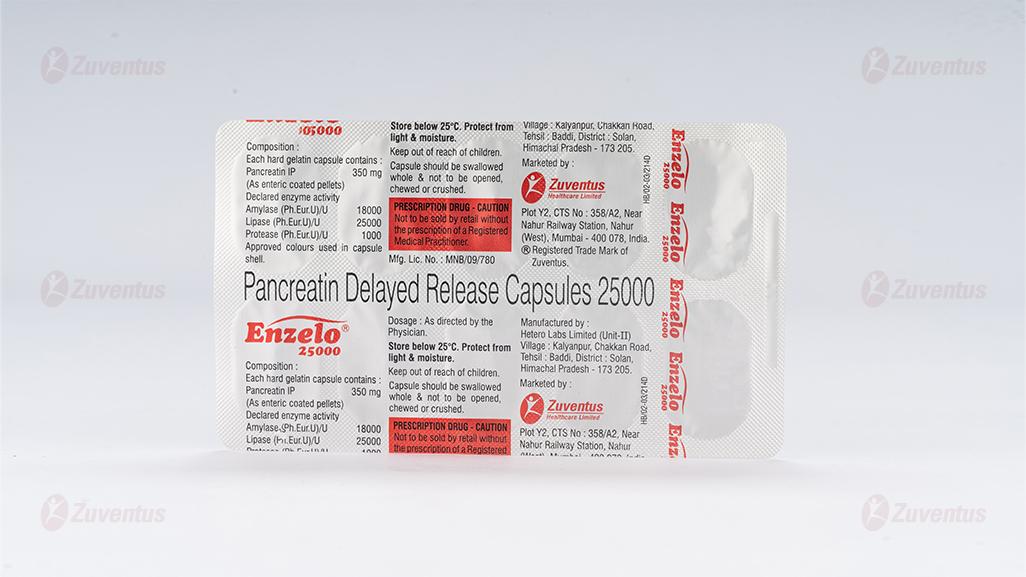 Zuventus
Zuventus
25000
Composition :
Each hard gelatin capsule contains :
Pancreatin IP 350 mg
(As enteric coated pellets)
Declared enzyme activity
Amylase (Ph.Eur.U)/U 18000
Lipase (Ph.Eur.U)/U 25000
Protease (Ph.Eur.U)/U 1000
Approved colours used in capsule
shell.
Store below 25°C. Protect from
light & moisture.
Keep out of reach of children.
Capsule should be swallowed
whole & not to be opened,
chewed or crushed.
PRESCRIPTION DRUG - CAUTION
Not to be sold by retail without
the prescription of a Registered
Medical Practitioner.
Mfg. Lic. No. : MNB/09/780
Village : Kalyanpur, Chakkan Road,
Tehsil : Baddi, District : Solan,
Himachal Pradesh - 173 205.
Marketed by :
Zuventus
Healthcare Limited
Plot Y2, CTS No : 358/A2, Near
Nahur Railway Station, Nahur
(West), Mumbai - 400 078, India.
® Registered Trade Mark of
Zuventus.
HB/02-03/214D
Enzelo
25000
Enzelo
25000
Zuventus
Zuventus
Pancreatin Delayed Release Capsules 25000
Enzelo®
25000
Composition :
Each hard gelatin capsule contains :
Pancreatin IP 350 mg
(As enteric coated pellets)
Declared enzyme activity
Amylase (Ph.Eur.U)/U 18000
Lipase (Ph.Eur.U)/U 25000
Dosage : As directed by the
Physician.
Store below 25°C. Protect from
light & moisture.
Keep out of reach of children.
Capsule should be swallowed
whole & not to be opened,
chewed or crushed.
PRESCRIPTION DRUG - CAUTION
Not to be sold by retail without
the prescription of a Registered
Manufactured by :
Hetero Labs Limited (Unit-II)
Village : Kalyanpur, Chakkan Road,
Tehsil : Baddi, District : Solan,
Himachal Pradesh - 173 205.
Marketed by :
Zuventus
Healthcare Limited
Plot Y2, CTS No : 358/A2, Near
Nahur Railway Station, Nahur
HB/02-03/214D
Enzelo
25000
Enzelo
25000
Zuventus
Zuventus